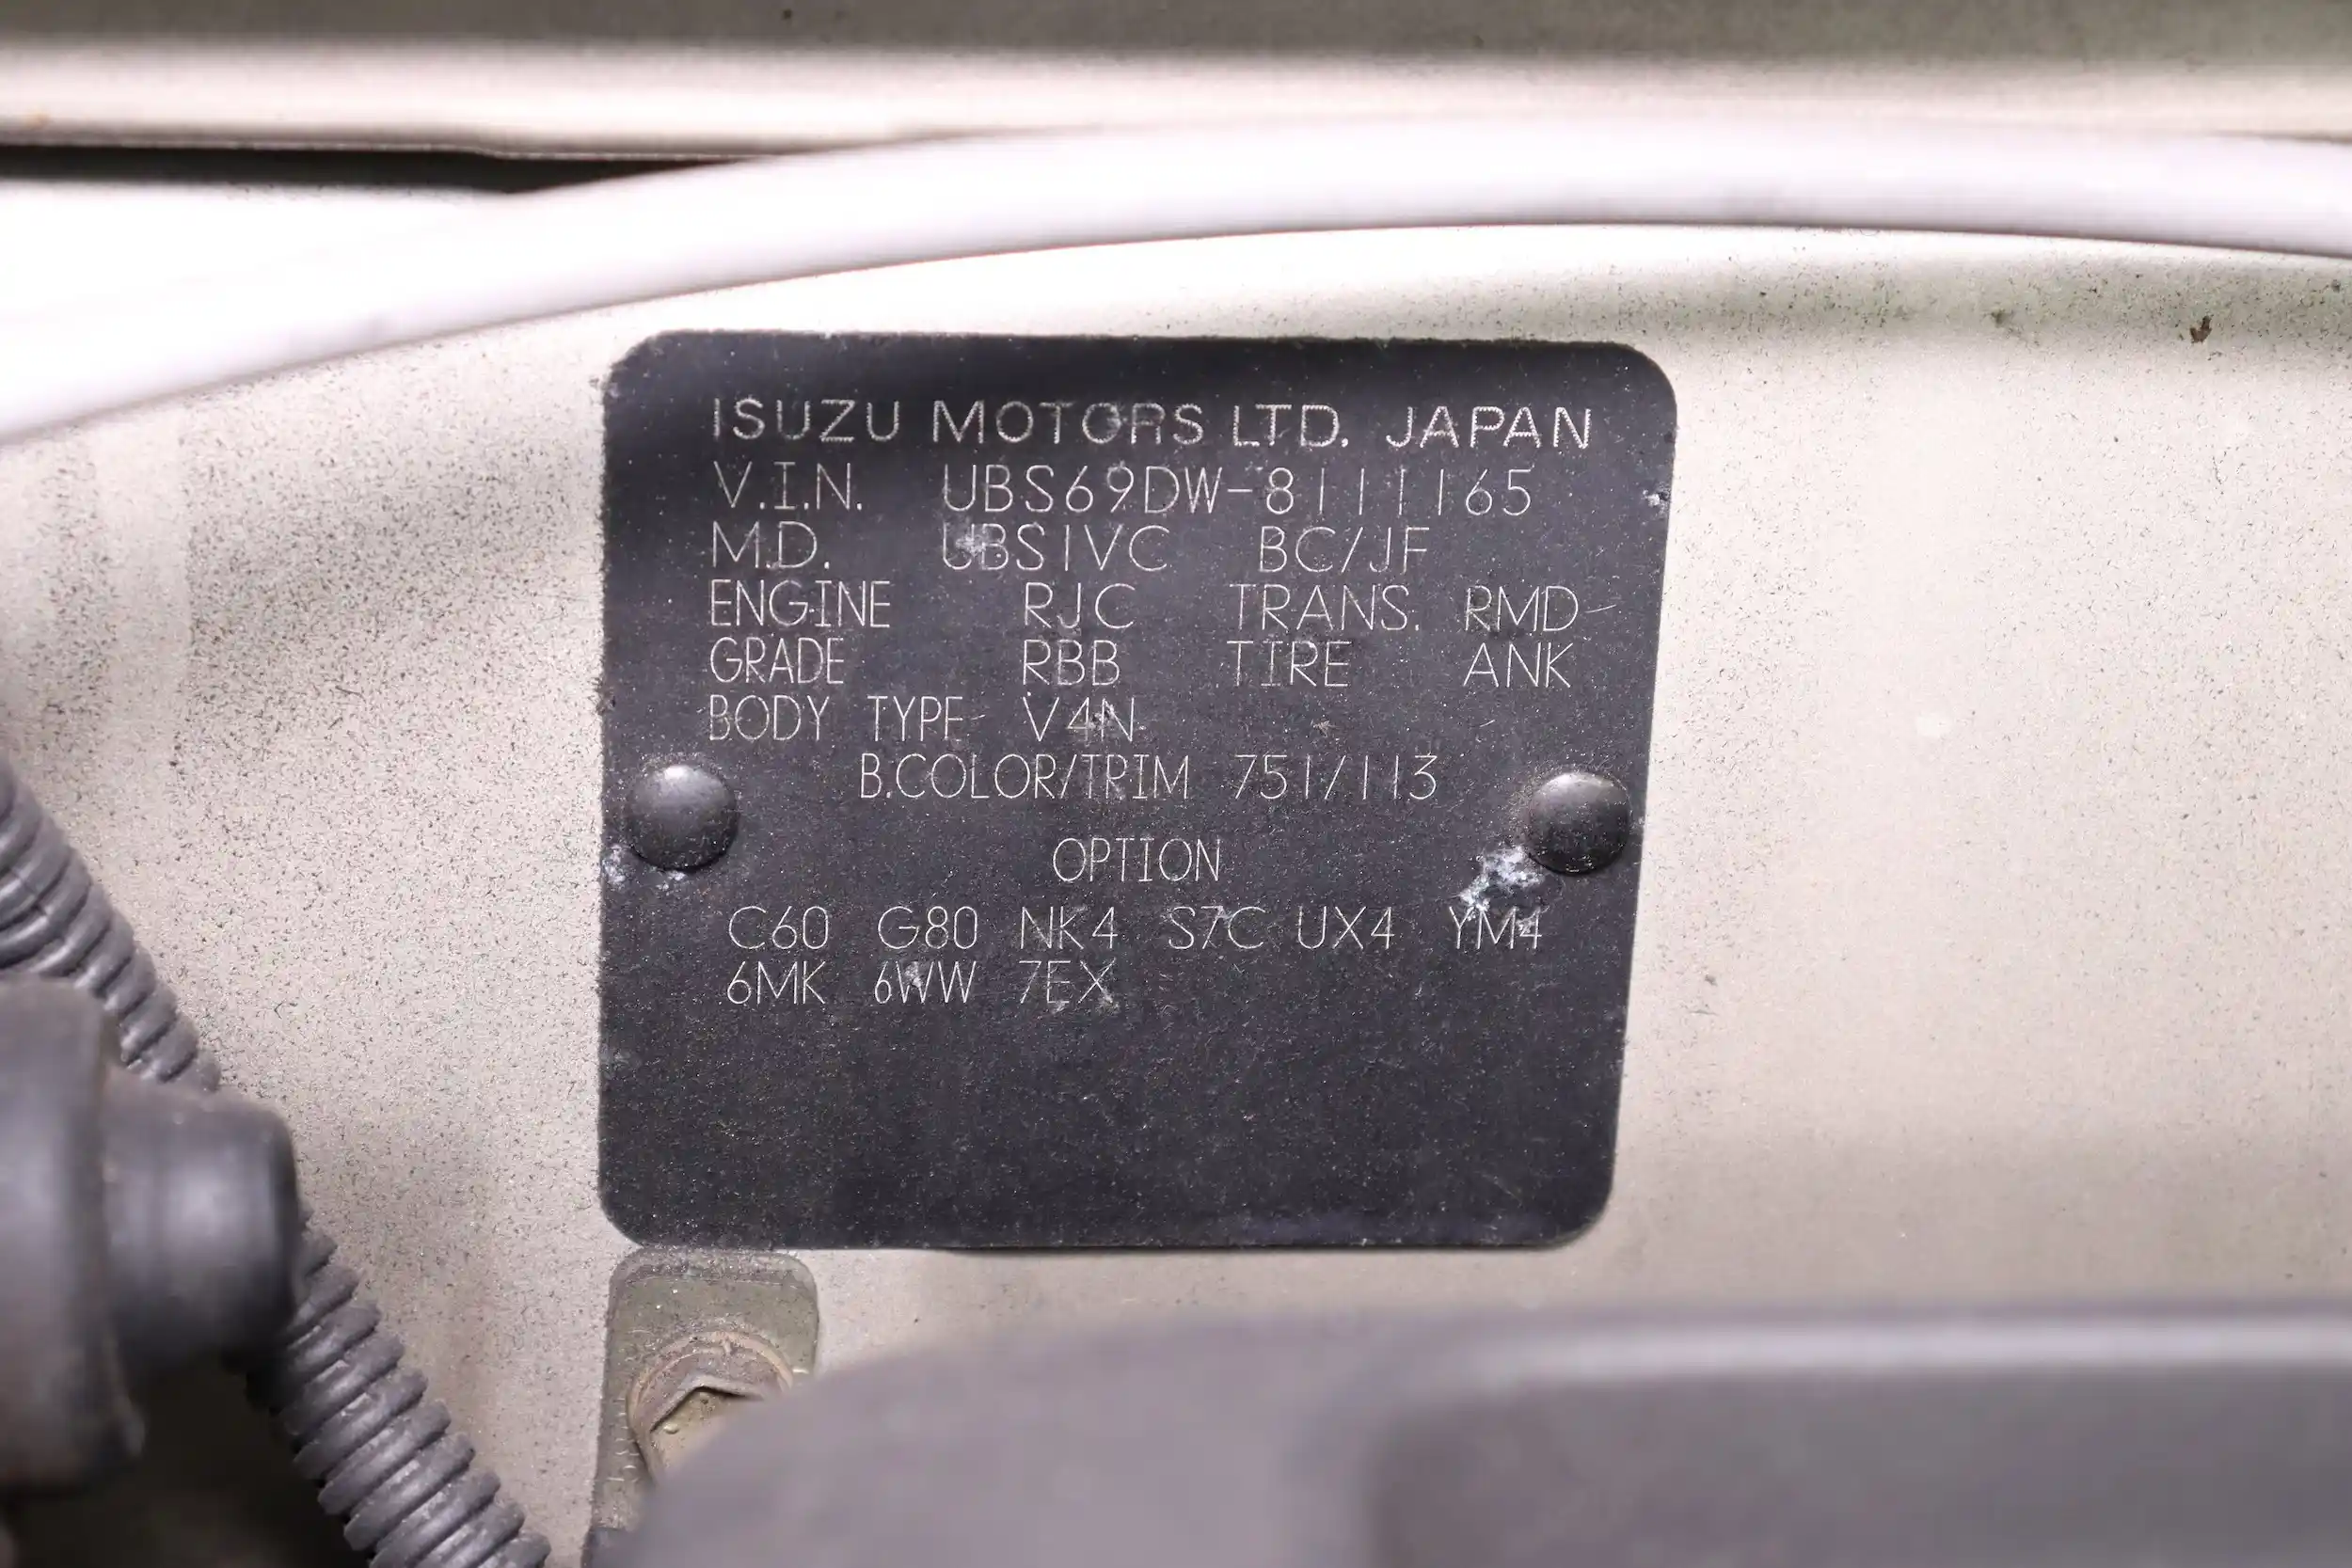 ISUZU MOTORS LTD. JAPAN
V.I.N. UBS69DW-8111165
M.D. UBS1VC BC/JF
ENGINE RJC TRANS. RMD
GRADE RBB TIRE ANK
BODY TYPE V4N
B.COLOR/TRIM 751/113
OPTION
C60 G80 NK4 S7C UX4 YM4
6MK 6WW 7EX